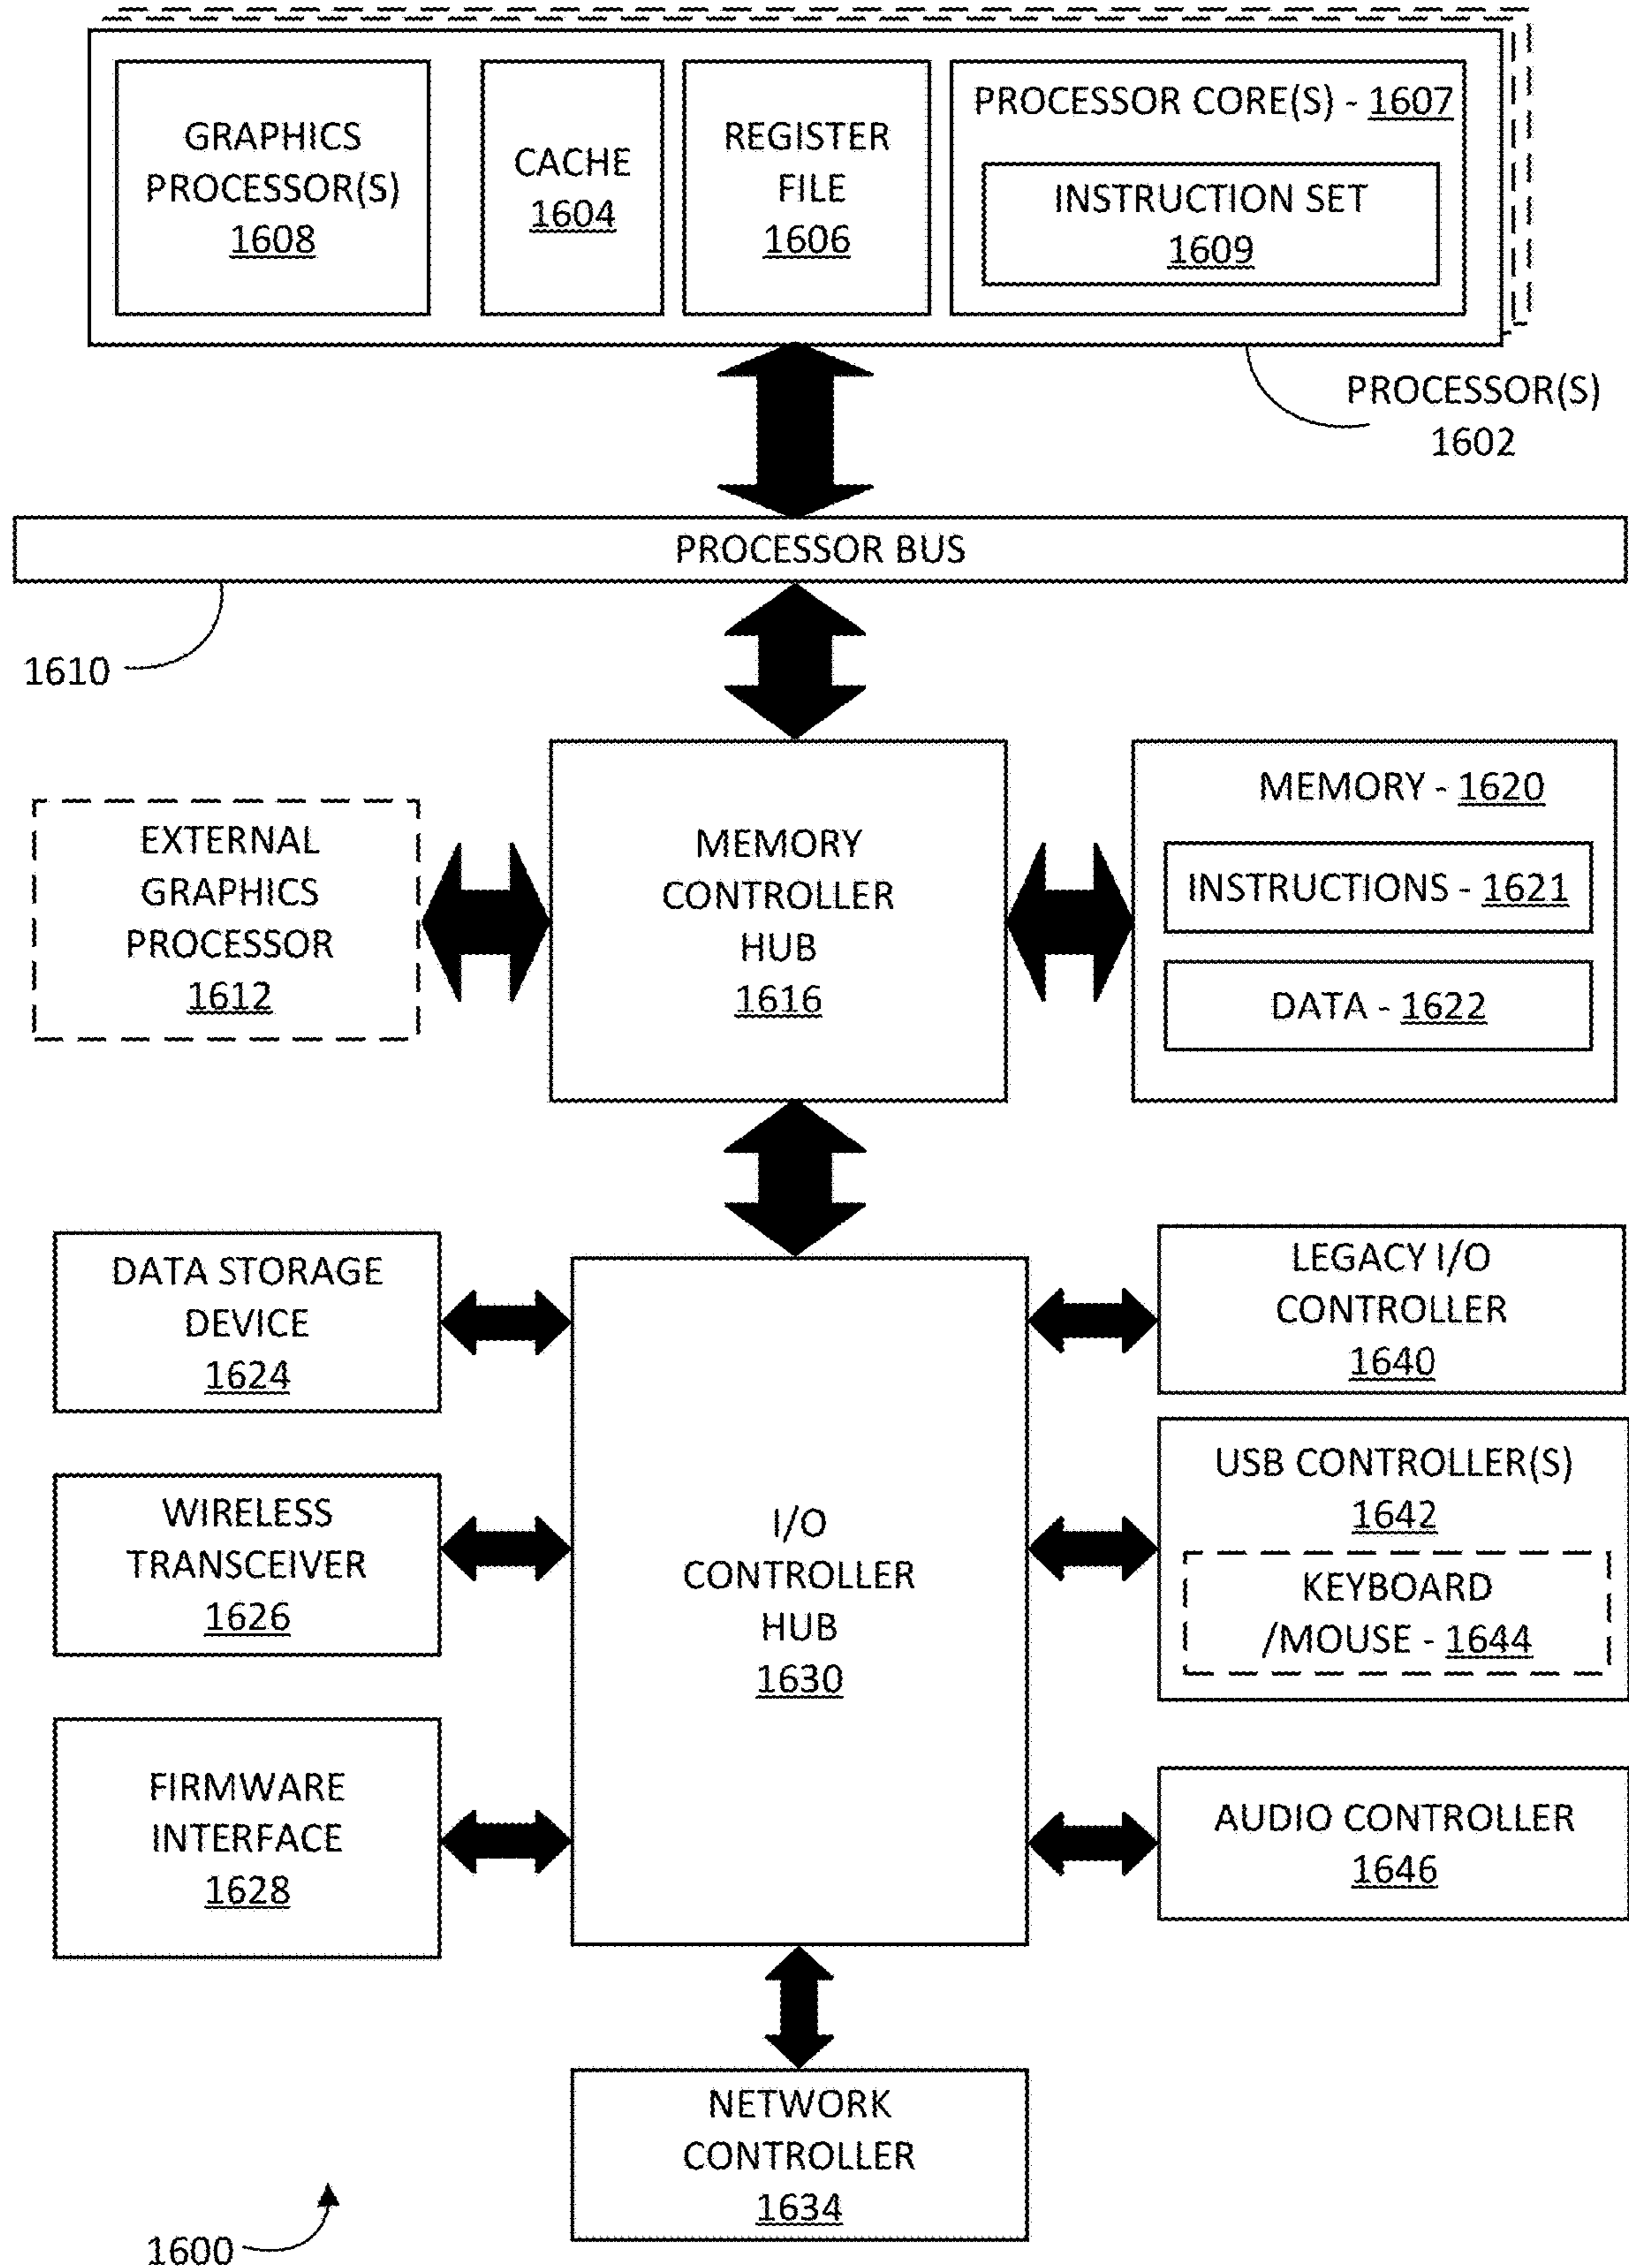 GRAPHICS
PROCESSOR(S)
1608
CACHE
1604
REGISTER
FILE
1606
PROCESSOR CORE(S) - 1607
INSTRUCTION SET
1609
PROCESSOR(S)
1602
PROCESSOR BUS
1610
EXTERNAL
GRAPHICS
PROCESSOR
1612
MEMORY
CONTROLLER
HUB
1616
MEMORY - 1620
INSTRUCTIONS - 1621
DATA - 1622
DATA STORAGE
DEVICE
1624
WIRELESS
TRANSCEIVER
1626
FIRMWARE
INTERFACE
1628
I/O
CONTROLLER
HUB
1630
LEGACY I/O
CONTROLLER
1640
USB CONTROLLER(S)
1642
KEYBOARD
/MOUSE - 1644
AUDIO CONTROLLER
1646
NETWORK
CONTROLLER
1634
1600